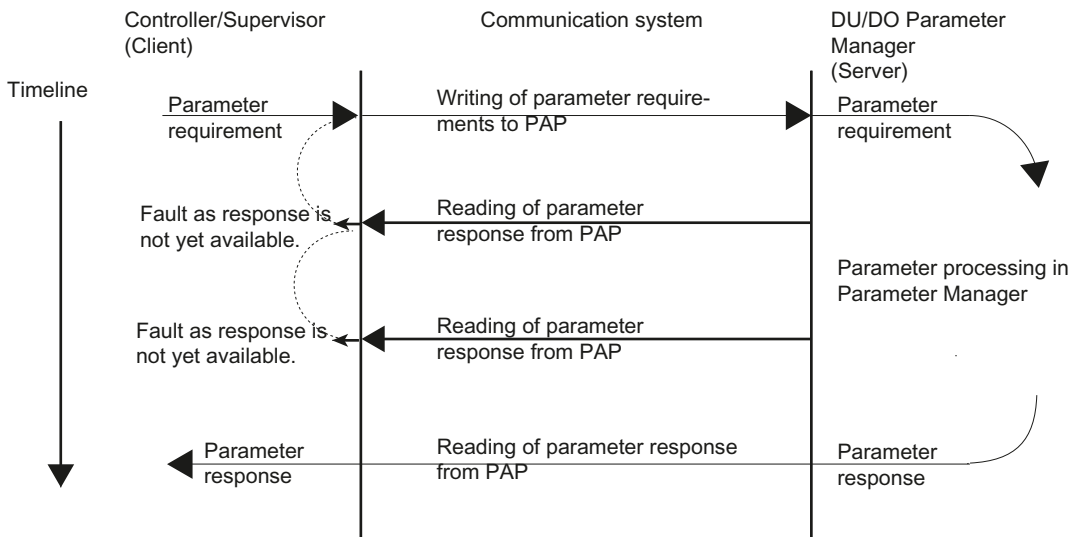 Controller/Supervisor
(Client)
Communication system
DU/DO Parameter
Manager
(Server)
Timeline
Parameter
requirement
Writing of parameter require-
ments to PAP
Parameter
requirement
Fault as response is
not yet available.
Reading of parameter
response from PAP
Parameter processing in
Parameter Manager
Fault as response is
not yet available.
Reading of parameter
response from PAP
Parameter
response
Reading of parameter response
from PAP
Parameter
response